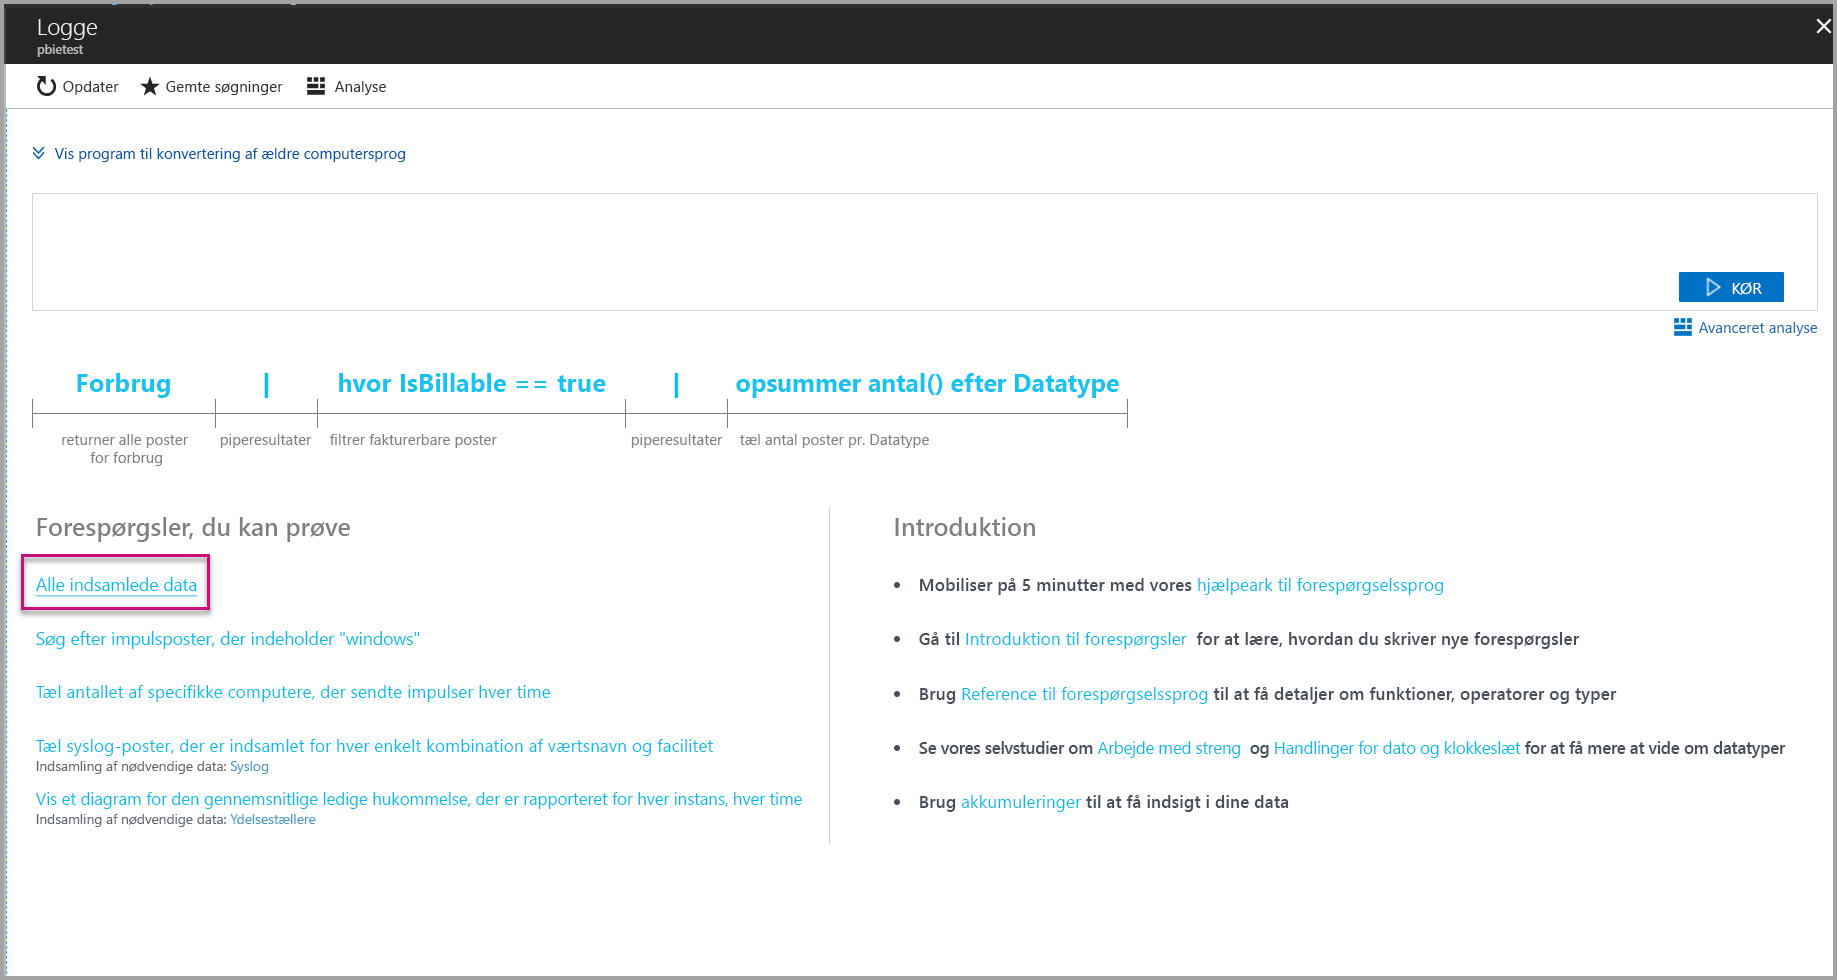 Logge
pbietest
Opdater Gemte søgninger Analyse
Vis program til konvertering af ældre computersprog
KØR
Avanceret analyse
Forbrug | hvor IsBillable == true | opsummer antal() efter Datatype
returner alle poster for forbrug piperesultater filtrer fakturerbare poster piperesultater tæl antal poster pr. Datatype
Forespørgsler, du kan prøve
Alle indsamlede data
Søg efter impulsposter, der indeholder "windows"
Tæl antallet af specifikke computere, der sendte impulser hver time
Tæl syslog-poster, der er indsamlet for hver enkelt kombination af værtsnavn og facilitet
Indsamling af nødvendige data: Syslog
Vis et diagram for den gennemsnitlige ledige hukommelse, der er rapporteret for hver instans, hver time
Indsamling af nødvendige data: Ydelsestællere
Introduktion
• Mobiliser på 5 minutter med vores hjælpeark til forespørgselssprog
• Gå til Introduktion til forespørgsler for at lære, hvordan du skriver nye forespørgsler
• Brug Reference til forespørgselssprog til at få detaljer om funktioner, operatorer og typer
• Se vores selvstudier om Arbejde med streng og Handlinger for dato og klokkeslæt for at få mere at vide om datatyper
• Brug akkumuleringer til at få indsigt i dine data